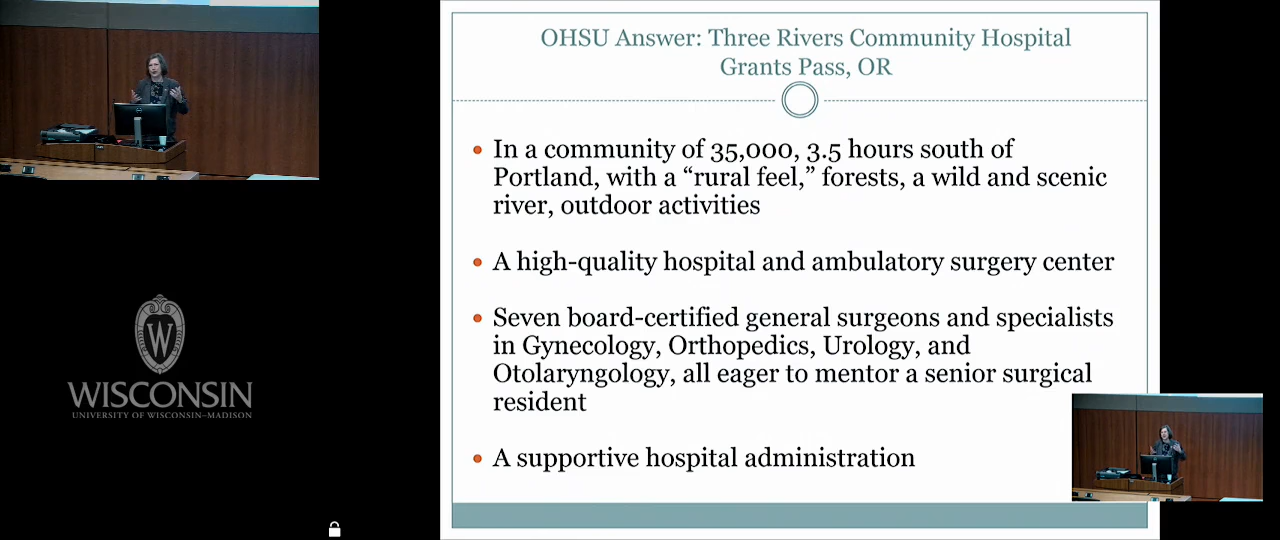 OHSU Answer: Three Rivers Community Hospital
Grants Pass, OR
In a community of 35,000, 3.5 hours south of
Portland, with a “rural feel,” forests, a wild and scenic
river, outdoor activities
A high-quality hospital and ambulatory surgery center
Seven board-certified general surgeons and specialists
in Gynecology, Orthopedics, Urology, and
Otolaryngology, all eager to mentor a senior surgical
resident
A supportive hospital administration
W
WISCONSIN
UNIVERSITY OF WISCONSIN–MADISON